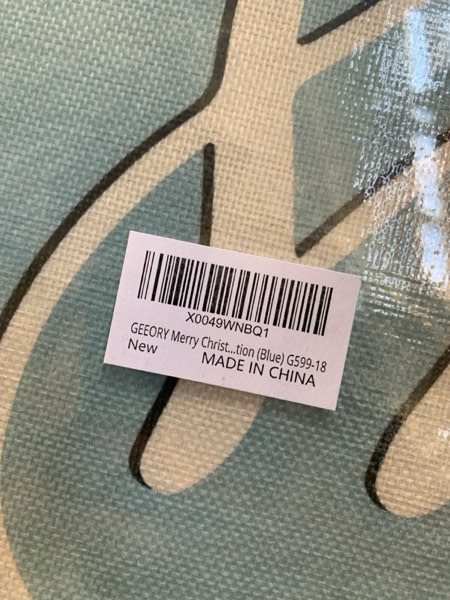 X0049WNBQ1
GEEORY Merry Christ...tion (Blue) G599-18
New
MADE IN CHINA